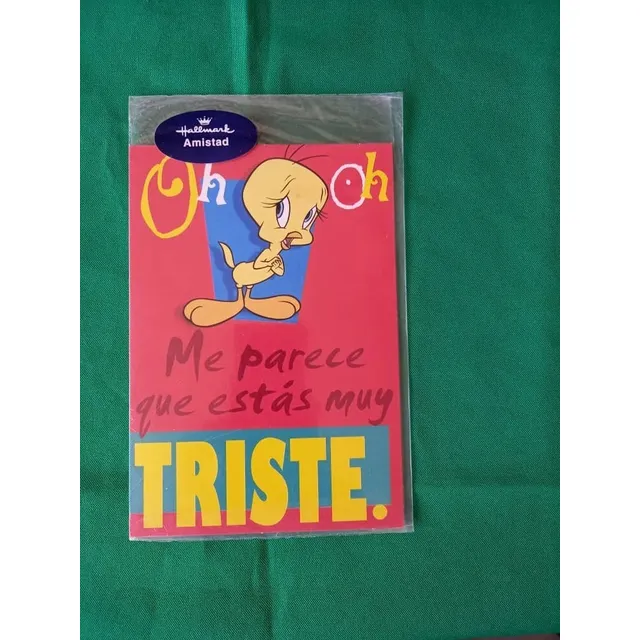 Hallmark
Amistad
Oh Oh
Me parece
que estás muy
TRISTE.